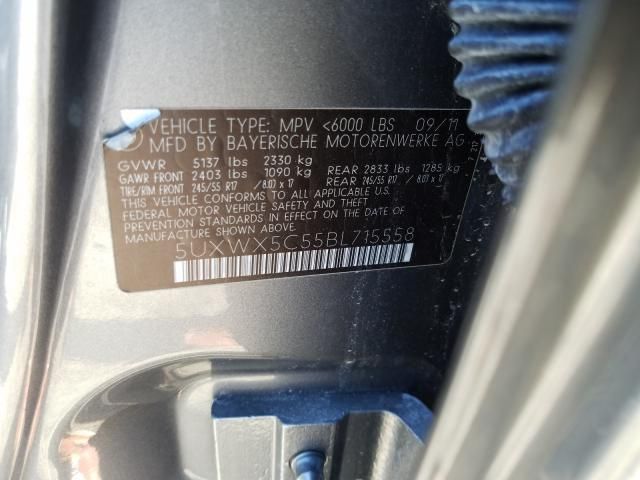 VEHICLE TYPE: MPV <6000 LBS 09/11
MFD BY BAYERISCHE MOTORENWERKE AG
GVWR 5137 lbs 2330 kg
GAWR FRONT 2403 lbs 1090 kg REAR 2833 lbs 1285 kg
TIRE/RIM FRONT 245/55 R17 / 8.0J x 17 REAR 245/55 R17 / 8.0J x 17
THIS VEHICLE CONFORMS TO ALL APPLICABLE U.S.
FEDERAL MOTOR VEHICLE SAFETY, BUMPER AND THEFT
PREVENTION STANDARDS IN EFFECT ON THE DATE OF
MANUFACTURE SHOWN ABOVE.
5UXWX5C55BL715558